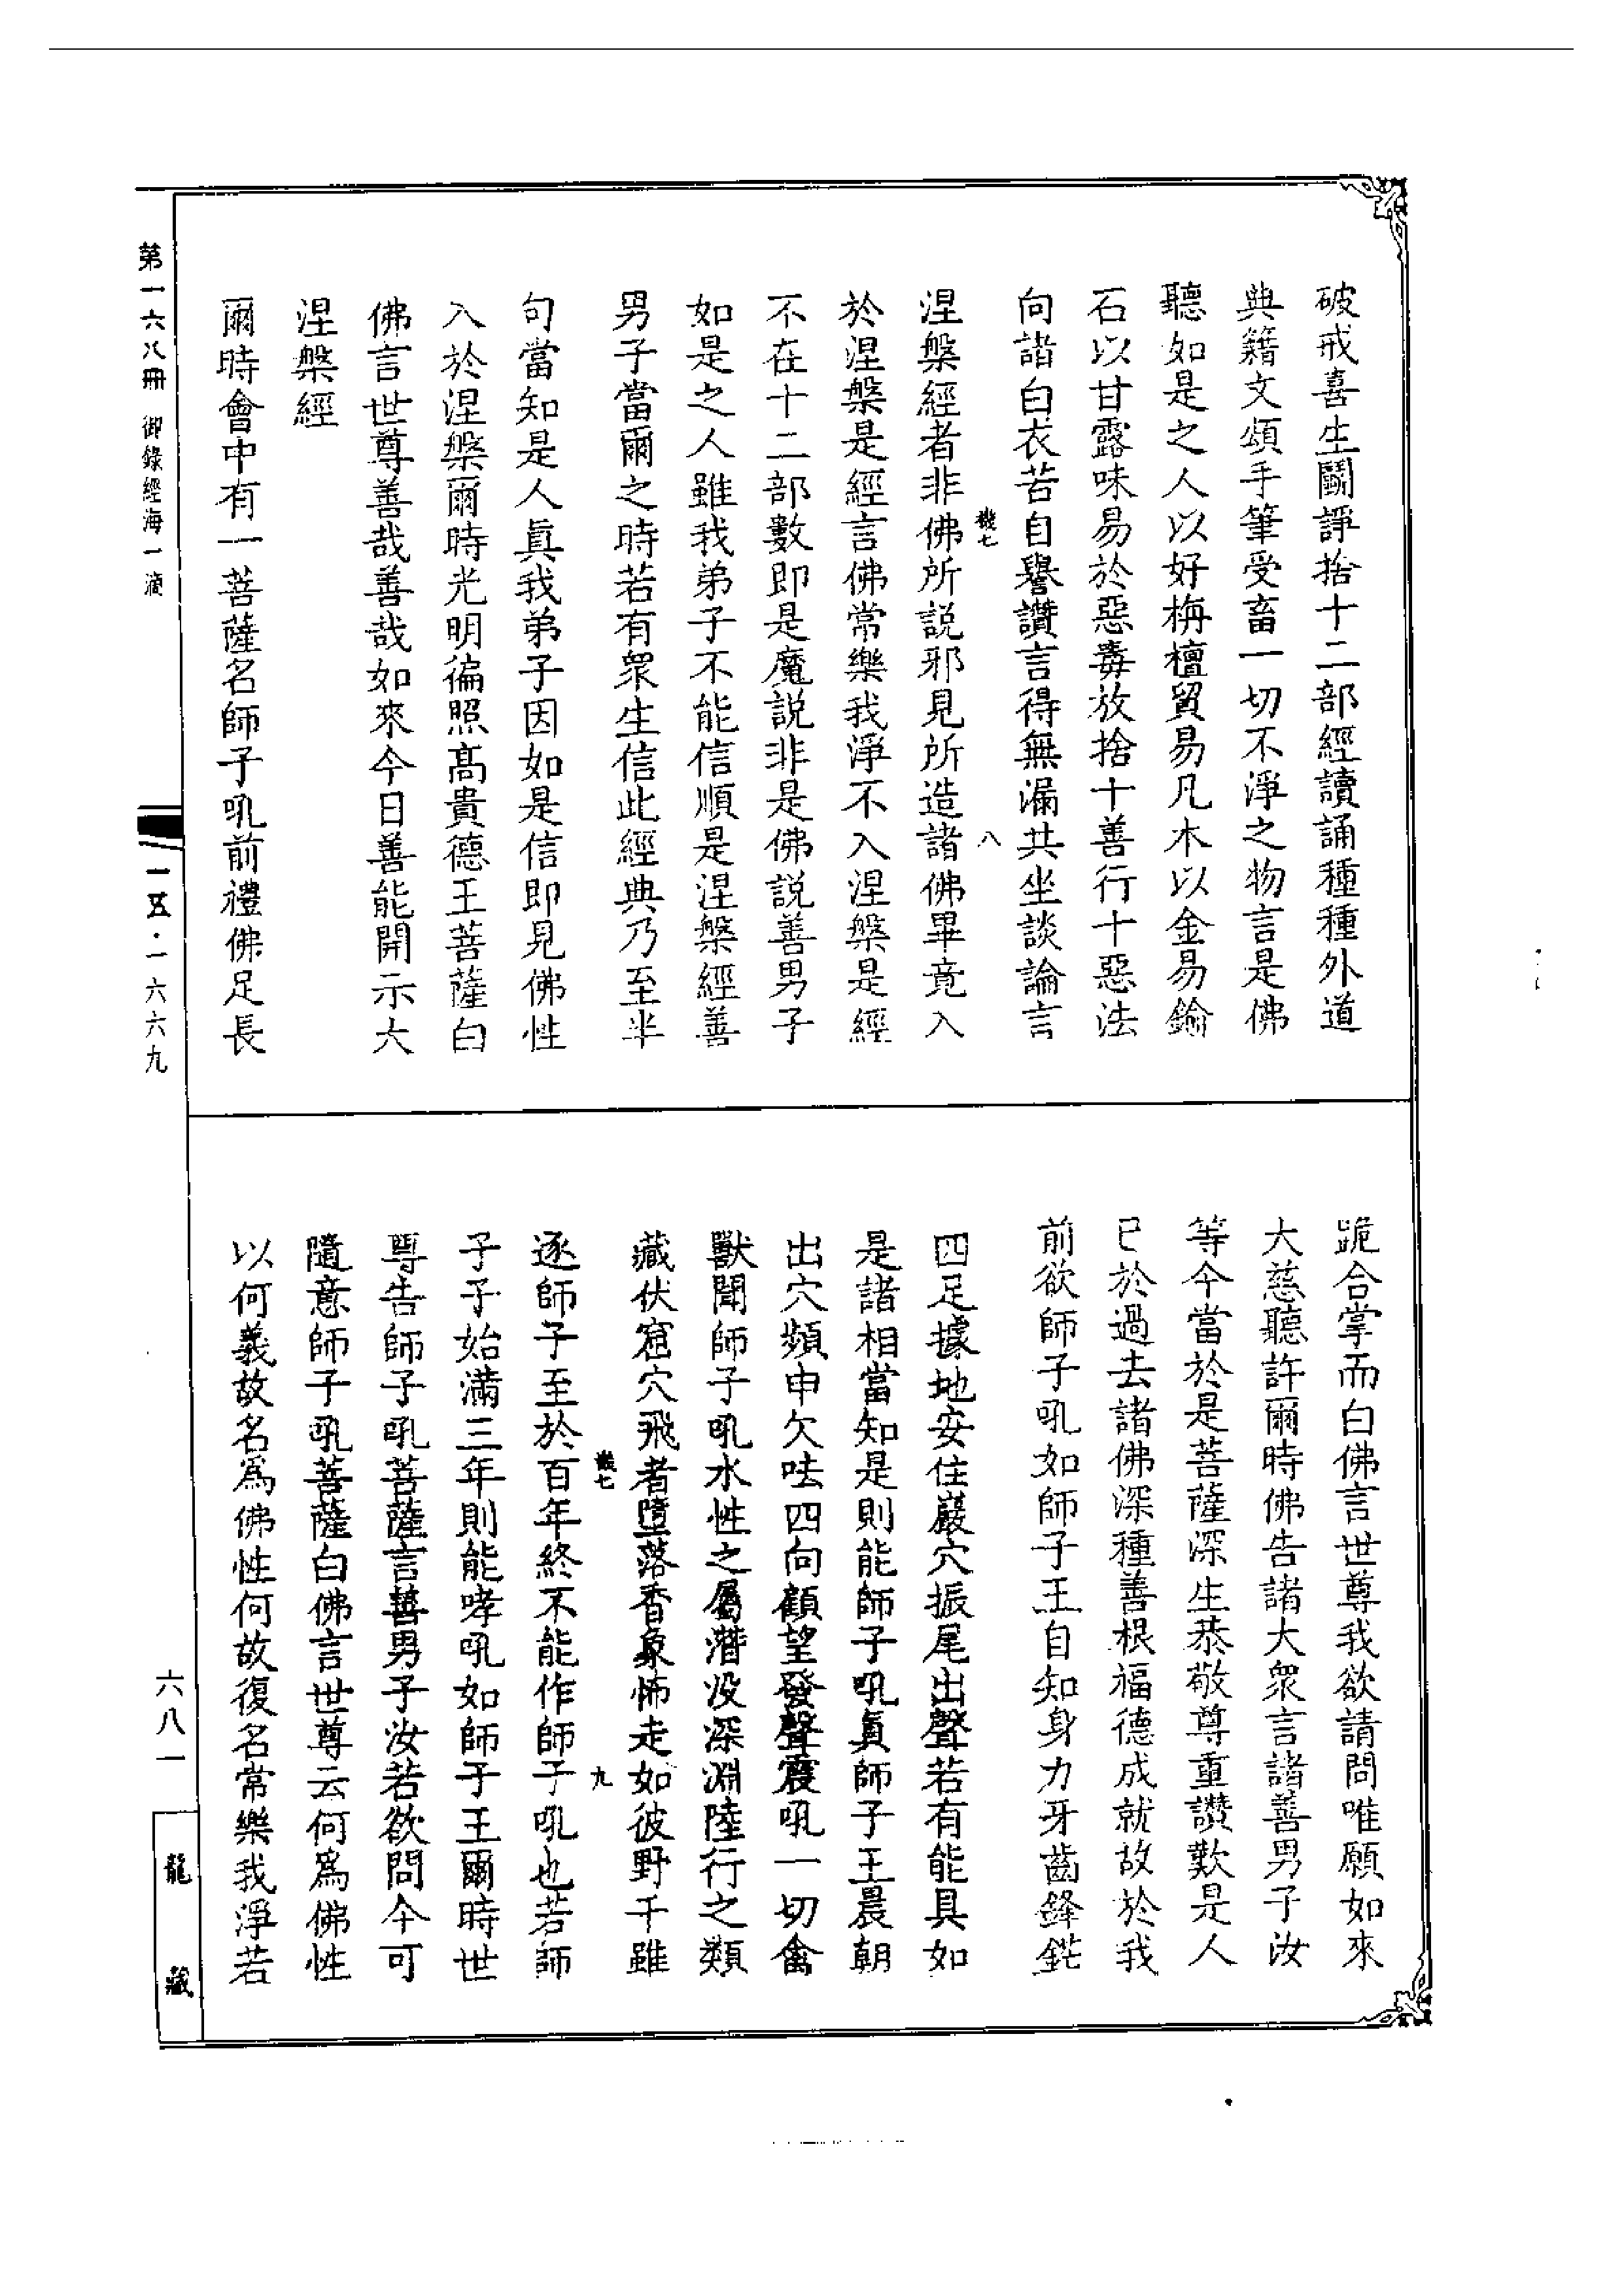 破戒喜生鬬諍捨十二部經讀誦種種外道
典籍文頌手筆受畜一切不淨之物言是佛
聽如是之人以好栴檀貿易凡木以金易鍮
石以甘露味易於惡毒放捨十善行十惡法
向諸白衣若自譽讚言得無漏共坐談論言
七 八
涅槃經者非佛所説邪見所造諸佛畢竟入
於涅槃是經言佛常樂我淨不入涅槃是經
不在十二部數即是魔説非是佛説善男子
如是之人雖我弟子不能信順是涅槃經善
男子當爾之時若有衆生信此經典乃至半
句當知是人眞我弟子因如是信即見佛性
入於涅槃爾時光明徧照高貴德王菩薩白
佛言世尊善哉善哉如來今日善能開示大
涅槃經
爾時會中有一菩薩名師子吼前禮佛足長
跪合掌而白佛言世尊我欲請問唯願如來
大慈聽許爾時佛告諸大衆言諸善男子汝
等今當於是菩薩深生恭敬尊重讚歎是人
已於過去諸佛深種善根福德成就故於我
前欲師子吼如師子王自知身力牙齒鋒鋩
四足據地安住巖穴振尾出聲若有能具如
是諸相當知是則能師子吼眞師子王晨朝
出穴頻申欠呿四向顧望發聲震吼一切禽
獸聞師子吼水性之屬潛沒深淵陸行之類
藏伏窟穴飛者墮落香象怖走如彼野干雖
七 九
逐師子至於百年終不能作師子吼也若師
子子始滿三年則能哮吼如師子王爾時世
尊告師子吼菩薩言善男子汝若欲問今可
隨意師子吼菩薩白佛言世尊云何爲佛性
以何義故名爲佛性何故復名常樂我淨若
第一六八冊 御錄經海一滴
一五·一六六九
六八一
龍藏